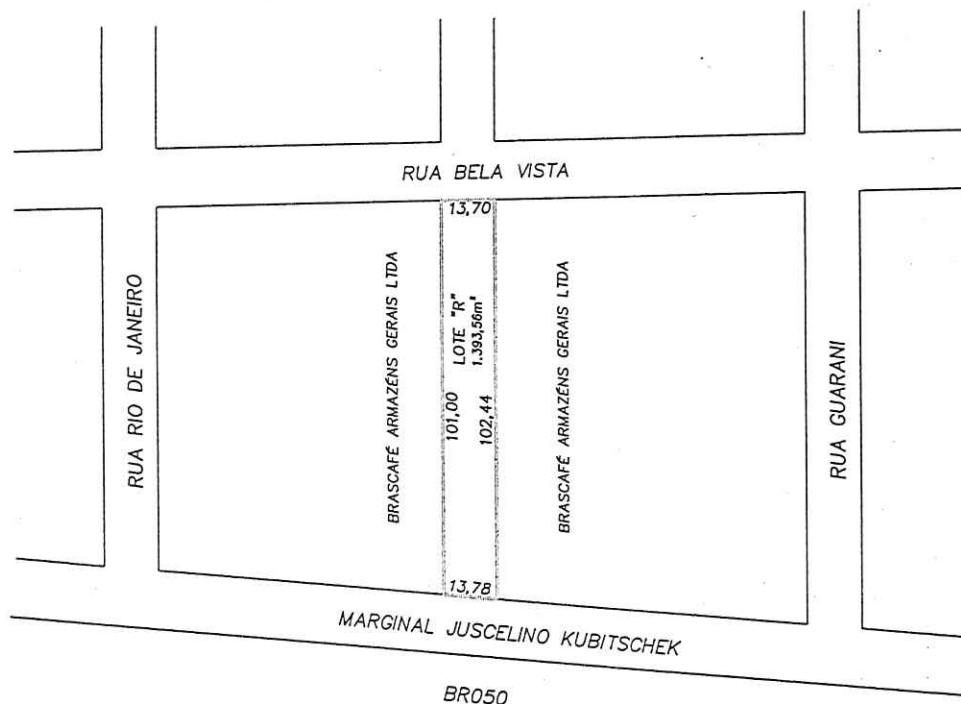 RUA BELA VISTA
13,70
RUA RIO DE JANEIRO
BRASCAFÉ ARMAZÉNS GERAIS LTDA
101,00
LOTE "R"
1.393,56m²
102,44
BRASCAFÉ ARMAZÉNS GERAIS LTDA
RUA GUARANI
13,78
MARGINAL JUSCELINO KUBITSCHEK
BR050